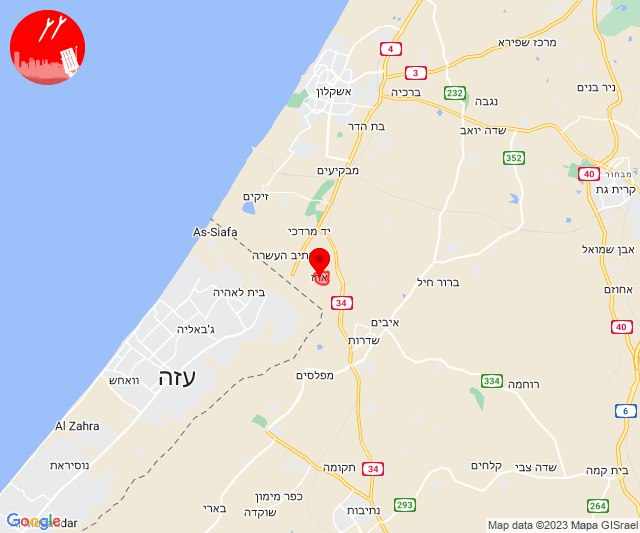 מרכז שפירא
4
3
ניר בנים
אשקלון
ברכיה
232
נגבה
בת הדר
שדה יואב
352
מבקיעים
40
מבחור
קרית גת
זיקים
As-Siafa
יד מרדכי
אבן שמואל
תיב העשרה
ארז
ברור חיל
אחוזם
בית לאהיה
34
ג'באליה
איבים
40
שדרות
עזה
וואחש
מפלסים
334
רוחמה
6
Al Zahra
נוסיראת
תקומה
34
קלחים
שדה צבי
בית קמה
כפר מימון
שוקדה
בארי
נתיבות
293
264
Google
dar
Map data ©2023 Mapa GISrael